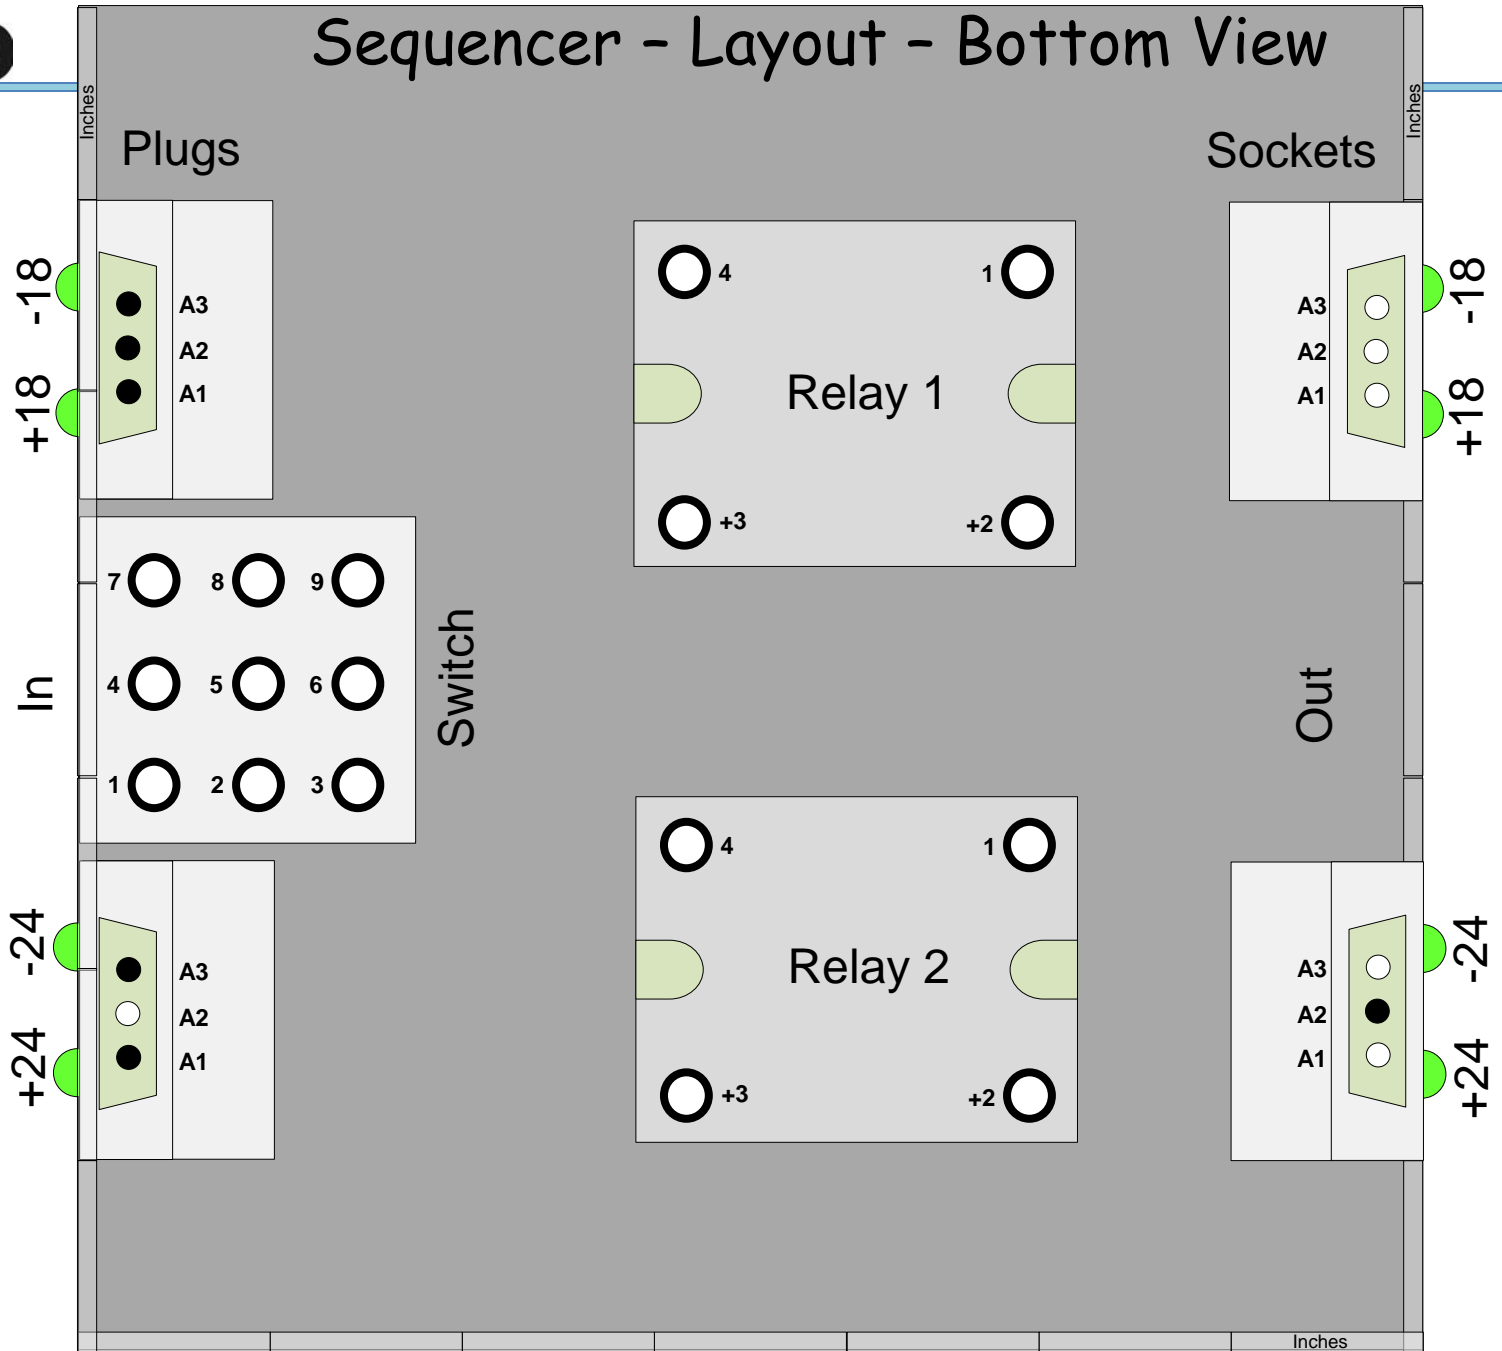 Sequencer – Layout – Bottom View
Inches
Inches
Plugs
Sockets
-18
+18
A3
A2
A1
4
1
Relay 1
+3
+2
A3
A2
A1
-18
+18
7 8 9
4 5 6
1 2 3
In
Switch
Out
-24
+24
A3
A2
A1
4
1
Relay 2
+3
+2
A3
A2
A1
-24
+24
Inches